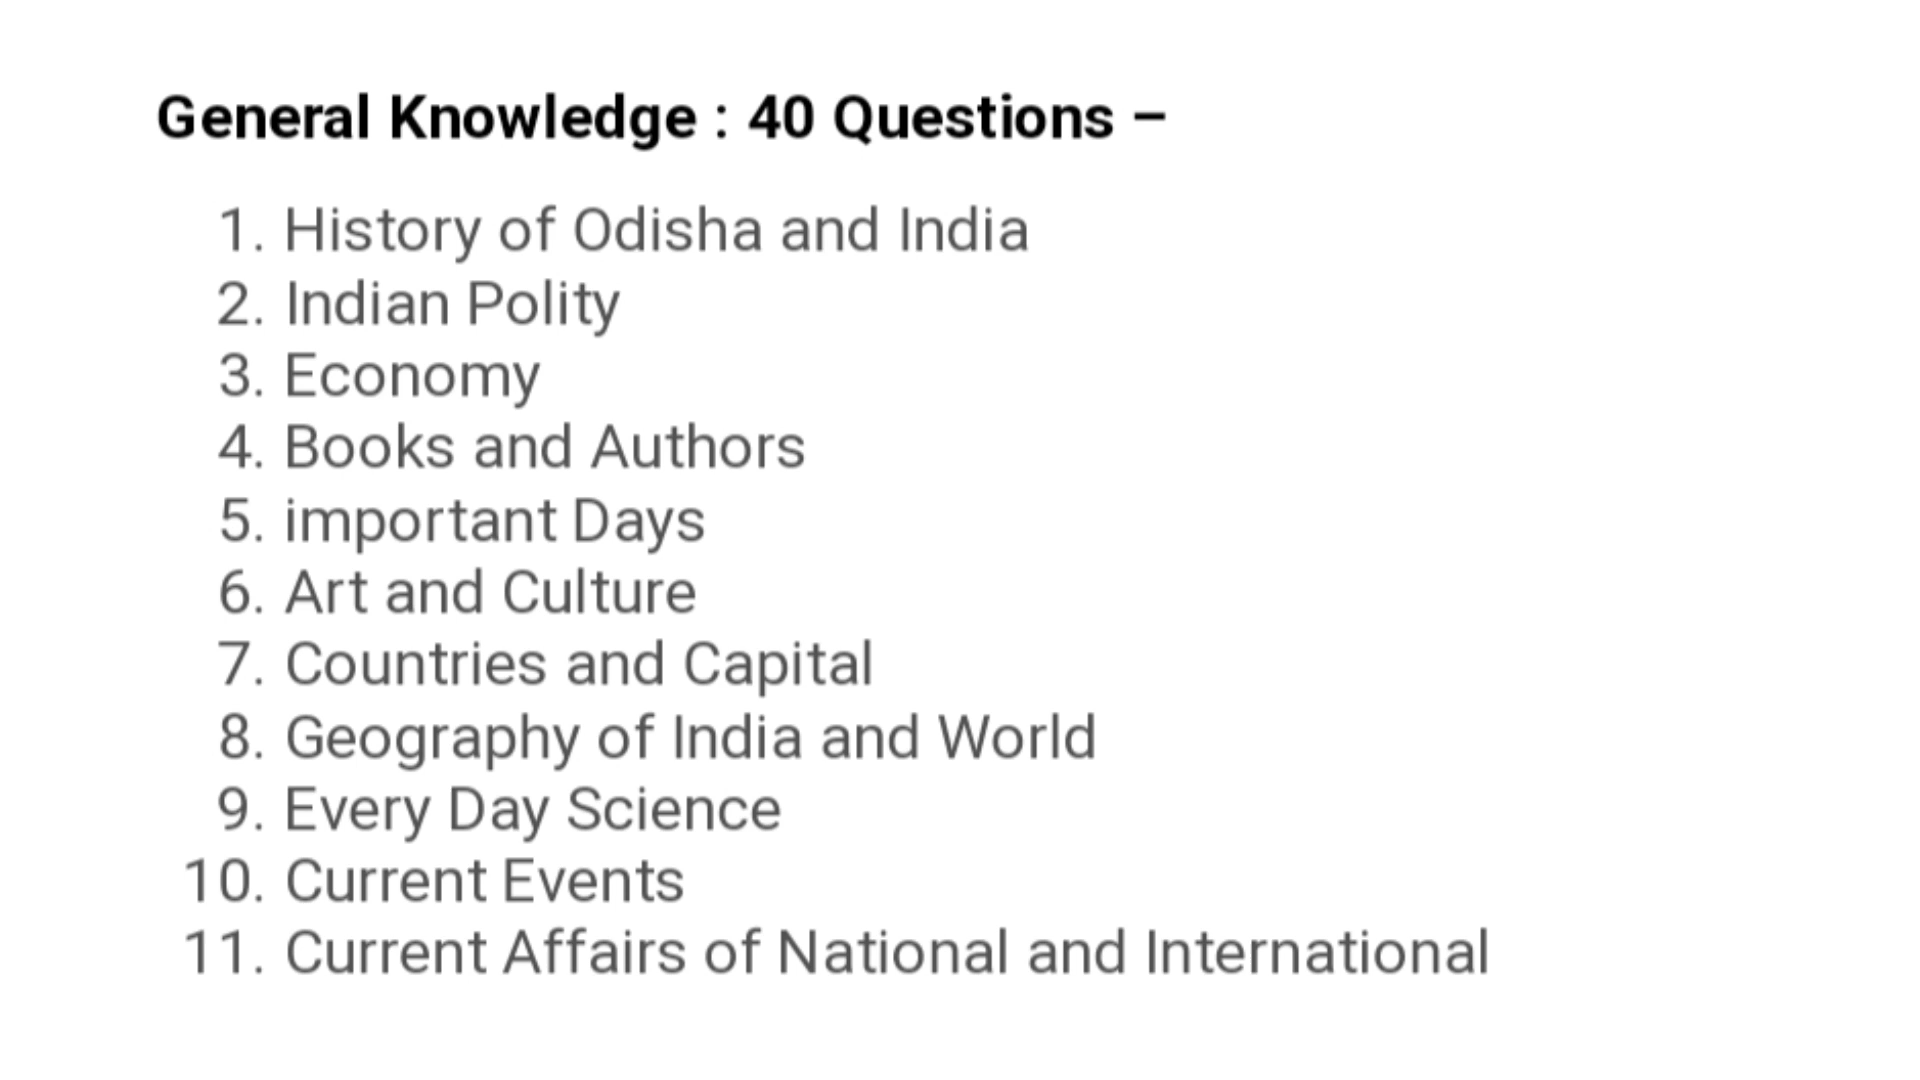 General Knowledge : 40 Questions –
1. History of Odisha and India
2. Indian Polity
3. Economy
4. Books and Authors
5. important Days
6. Art and Culture
7. Countries and Capital
8. Geography of India and World
9. Every Day Science
10. Current Events
11. Current Affairs of National and International